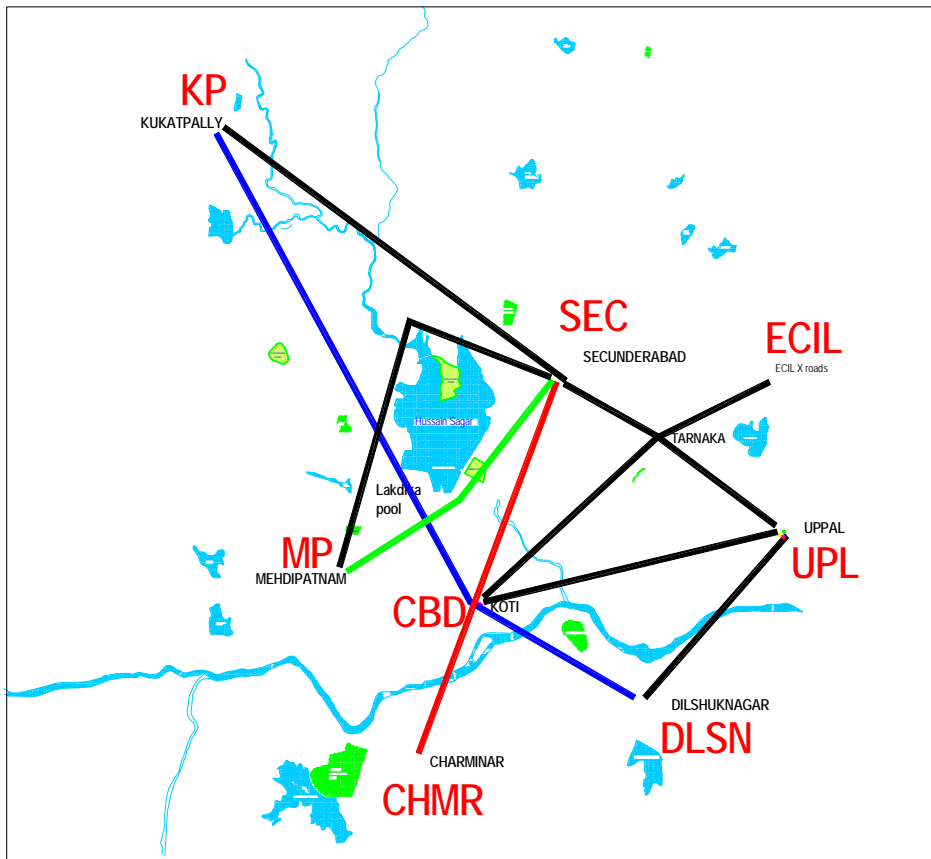 KP
KUKATPALLY
SEC
SECUNDERABAD
ECIL
ECIL X roads
Hussain Sagar
TARNAKA
Lakdika
pool
UPPAL
MP
MEHDIPATNAM
UPL
CBD
KOTI
DILSHUKNAGAR
DLSN
CHARMINAR
CHMR